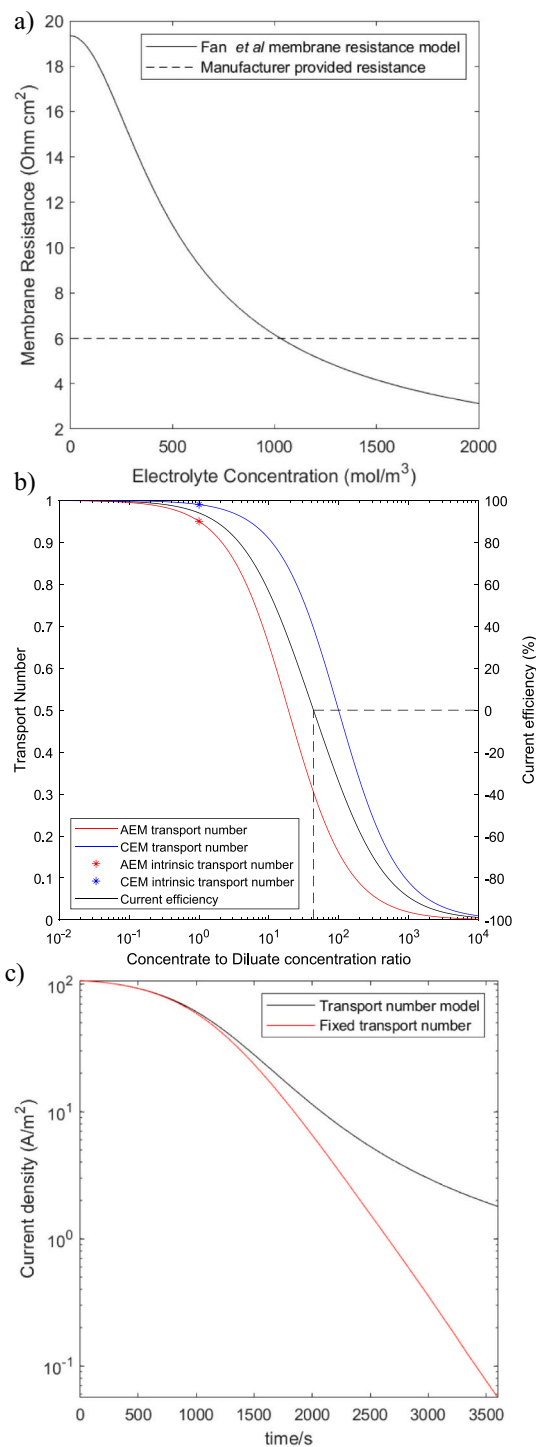 a)
20
18
16
14
12
10
8
6
4
2
Membrane Resistance (Ohm cm²)
Fan et al membrane resistance model
Manufacturer provided resistance
0 500 1000 1500 2000
Electrolyte Concentration (mol/m³)
b)
1
0.9
0.8
0.7
0.6
0.5
0.4
0.3
0.2
0.1
0
Transport Number
100
80
60
40
20
0
-20
-40
-60
-80
-100
Current efficiency (%)
AEM transport number
CEM transport number
AEM intrinsic transport number
CEM intrinsic transport number
Current efficiency
10⁻² 10⁻¹ 10⁰ 10¹ 10² 10³ 10⁴
Concentrate to Diluate concentration ratio
c)
10²
10¹
10⁰
10⁻¹
Current density (A/m²)
Transport number model
Fixed transport number
0 500 1000 1500 2000 2500 3000 3500
time/s